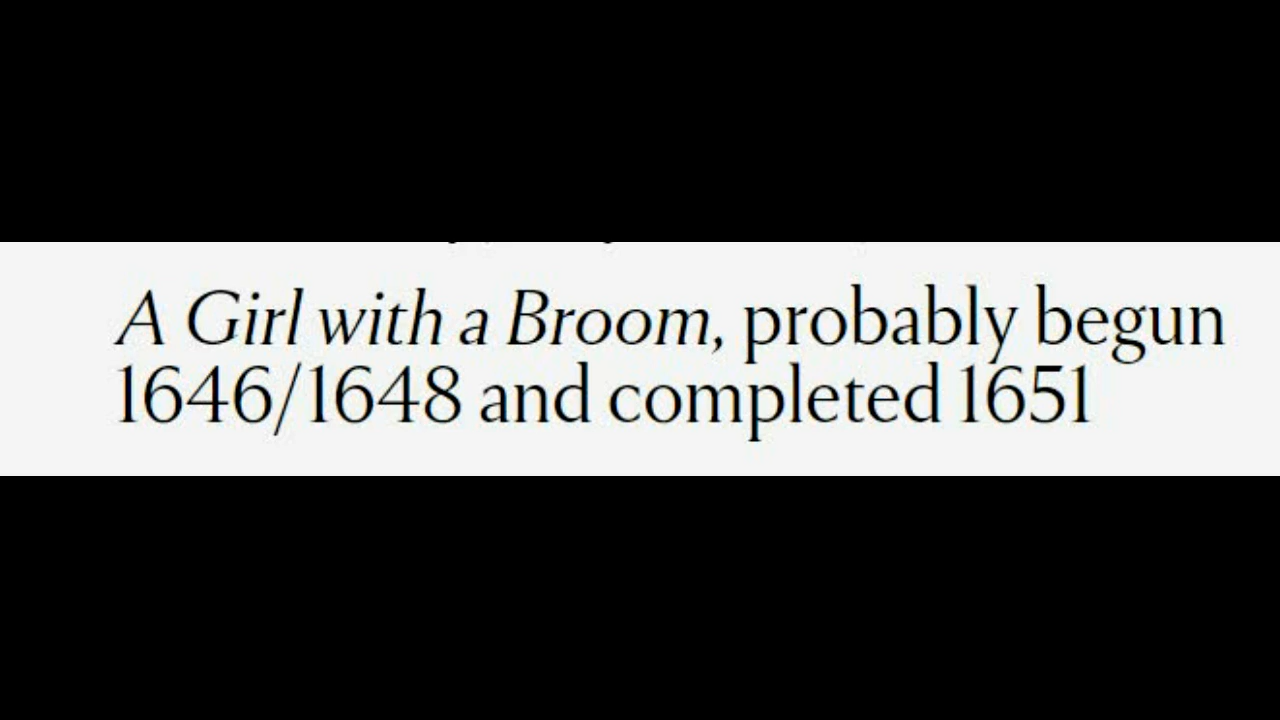 A Girl with a Broom, probably begun
1646/1648 and completed 1651